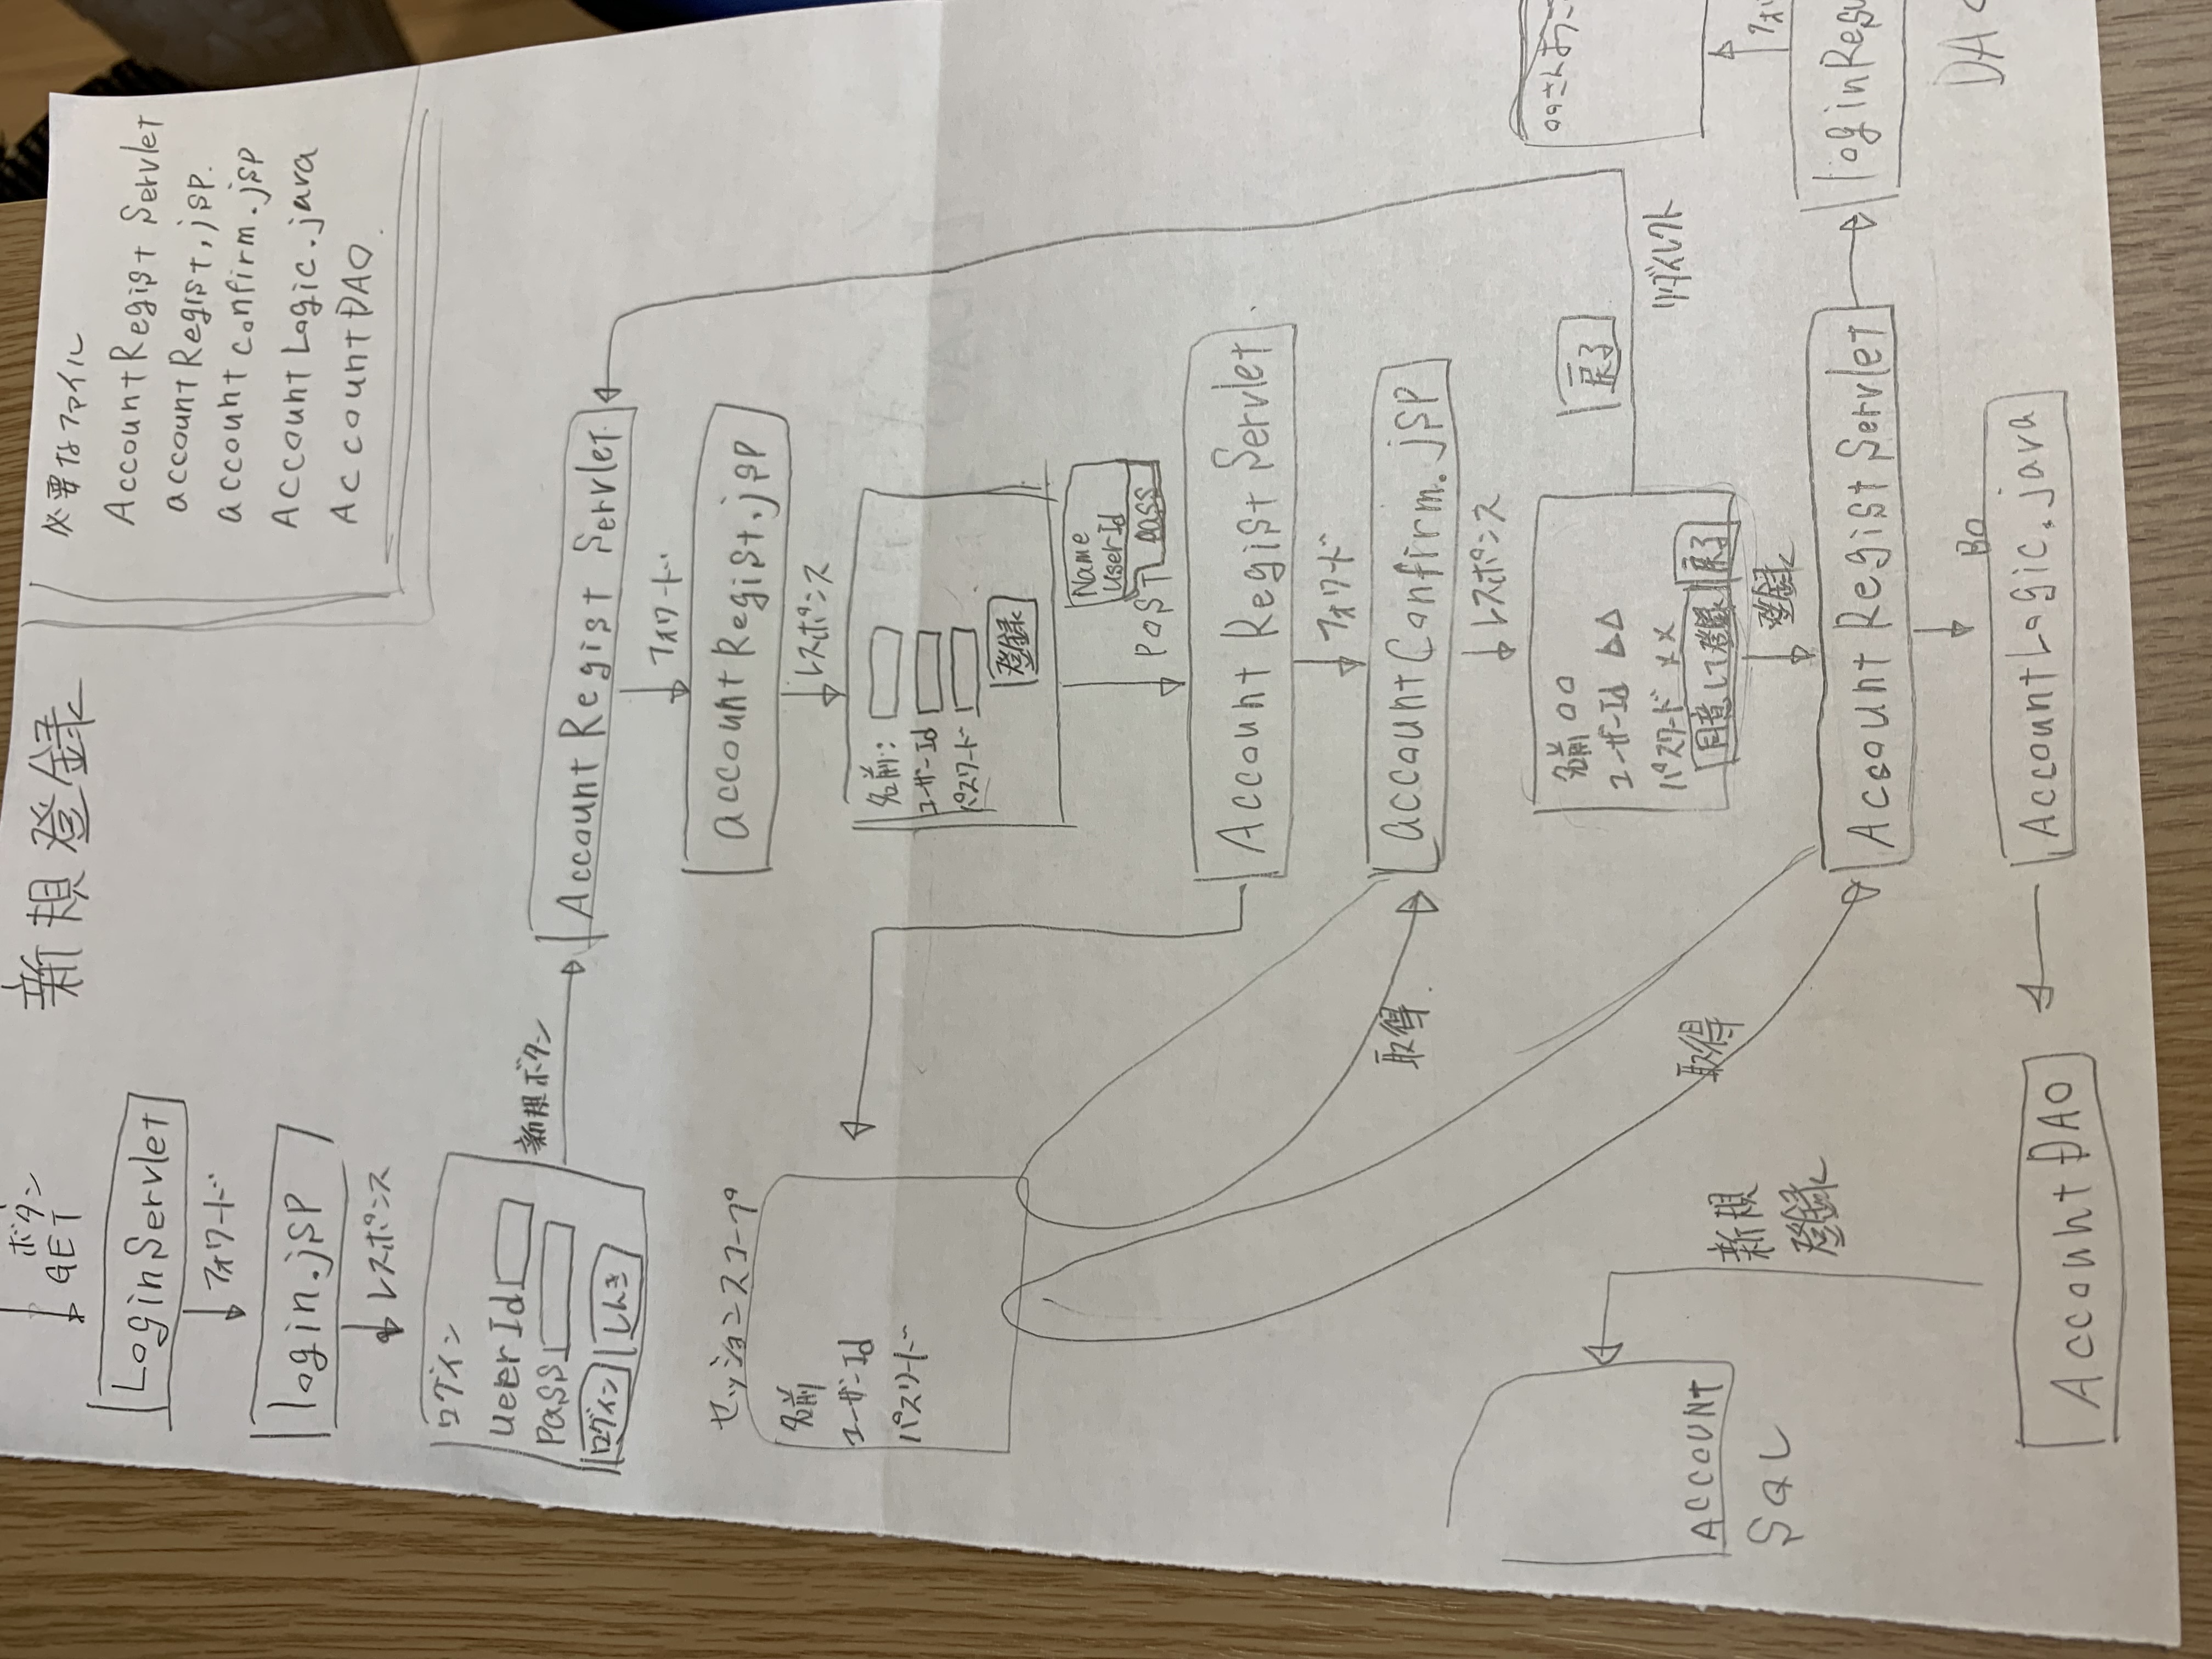 ボタン
GET
新規登録
必要なファイル
AccountRegist Servlet
accountRegist.jsp
accountconfirm.jsp
AccountLogic.java
AccountDAO
LoginServlet
フォワード
login.jsp
レスポンス
ログイン
userId
pass
ログイン しんき
新規ボタン
AccountRegist Servlet
フォワード
accountRegist.jsp
レスポンス
セッションスコープ
名前
ユーザーId
パスワード
名前:
ユーザーId
パスワード
登録
Name
userId
POST pass
Account Regist Servlet
フォワード
取得
accountConfirm.jsp
レスポンス
名前 ○○
ユーザーId △△
パスワード ××
同意して登録 戻る
戻る
リダイレクト
○○さんようこ
登録
取得
ACCOUNT
SQL
新規
登録
フォ
Account Regist Servlet
loginResu
BO
AccountLogic.java
AccountDAO
DA